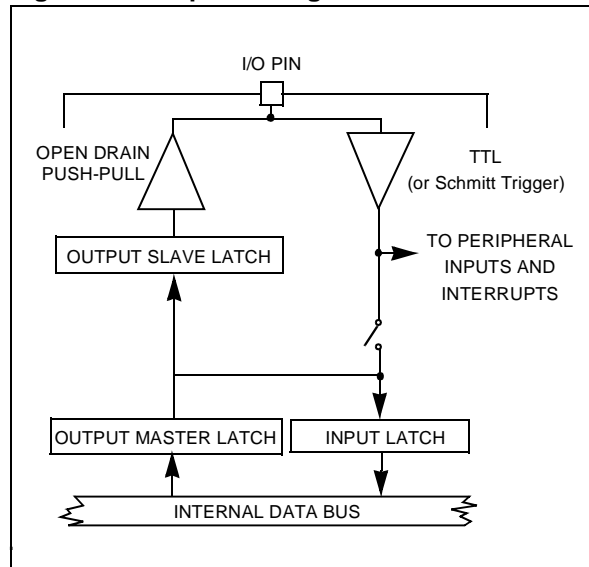 I/O PIN
OPEN DRAIN
PUSH-PULL
TTL
(or Schmitt Trigger)
OUTPUT SLAVE LATCH
TO PERIPHERAL
INPUTS AND
INTERRUPTS
OUTPUT MASTER LATCH
INPUT LATCH
INTERNAL DATA BUS